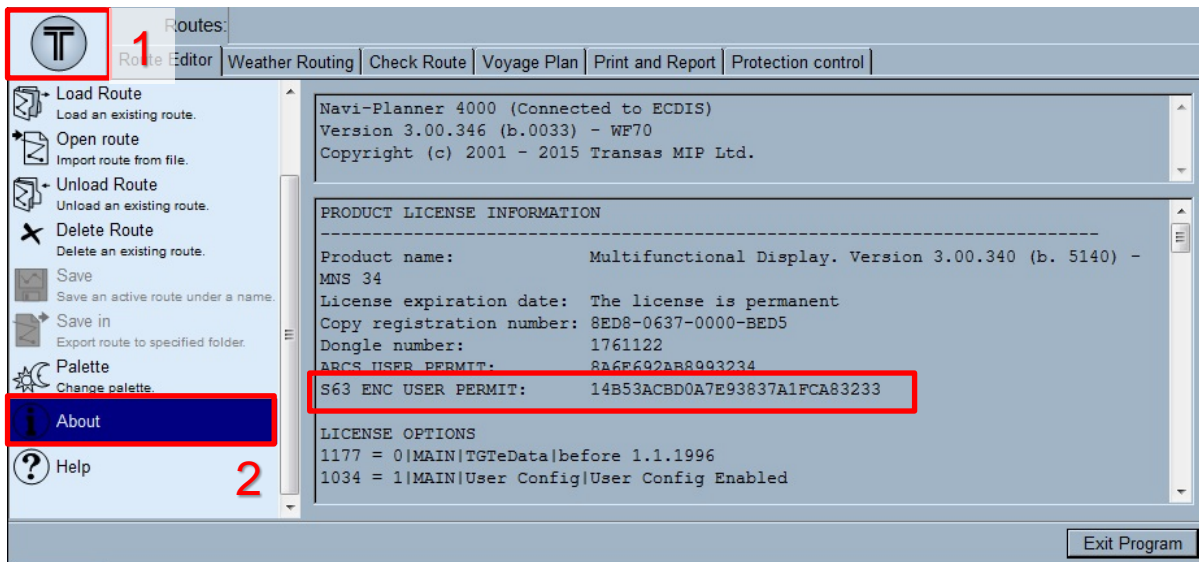 1
Routes:
Route Editor Weather Routing Check Route Voyage Plan Print and Report Protection control
Load Route
Load an existing route.
Open route
Import route from file.
Unload Route
Unload an existing route.
Delete Route
Delete an existing route.
Save
Save an active route under a name.
Save in
Export route to specified folder.
Palette
Change palette.
About
Help
2
Navi-Planner 4000 (Connected to ECDIS)
Version 3.00.346 (b.0033) - WF70
Copyright (c) 2001 - 2015 Transas MIP Ltd.
PRODUCT LICENSE INFORMATION
--------------------------------------------------------------------------
Product name: Multifunctional Display. Version 3.00.340 (b. 5140) -
MNS 34
License expiration date: The license is permanent
Copy registration number: 8ED8-0637-0000-BED5
Dongle number: 1761122
ARCS USER PERMIT: 8A6E692AB8993234
S63 ENC USER PERMIT: 14B53ACBD0A7E93837A1FCA83233
LICENSE OPTIONS
1177 = 0|MAIN|TGTeData|before 1.1.1996
1034 = 1|MAIN|User Config|User Config Enabled
Exit Program